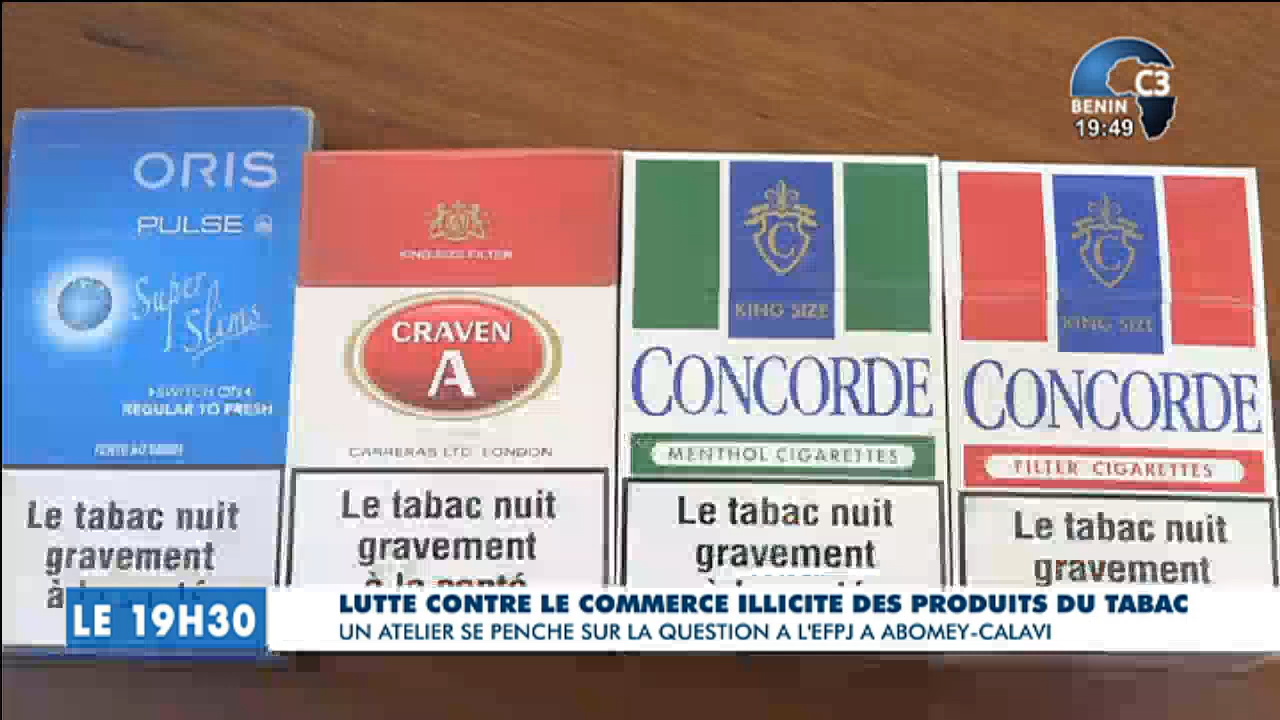 C3
BENIN
19:49
ORIS
PULSE
Super
Slims
SWITCH ON
REGULAR TO FRESH
KING SIZE FILTER
CRAVEN
A
CARRERAS LTD LONDON
C
KING SIZE
CONCORDE
MENTHOL CIGARETTES
C
KING SIZE
CONCORDE
FILTER CIGARETTES
Le tabac nuit
gravement
Le tabac nuit
gravement
à la santé
Le tabac nuit
gravement
Le tabac nuit
gravement
LE 19H30
LUTTE CONTRE LE COMMERCE ILLICITE DES PRODUITS DU TABAC
UN ATELIER SE PENCHE SUR LA QUESTION A L'EFPJ A ABOMEY-CALAVI